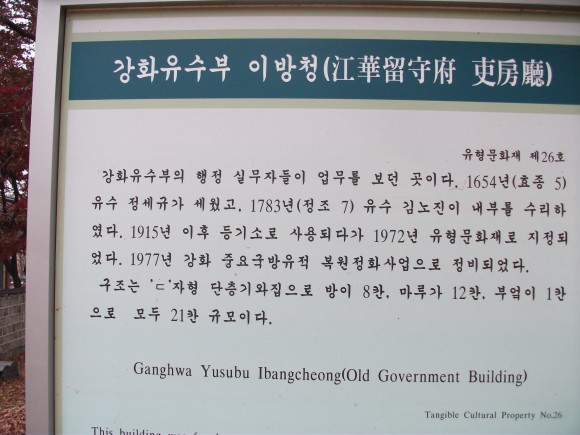 강화유수부 이방청(江華留守府 吏房廳)
유형문화재 제26호
강화유수부의 행정 실무자들이 업무를 보던 곳이다. 1654년(효종 5)
유수 정세규가 세웠고, 1783년(정조 7) 유수 김노진이 내부를 수리하
였다. 1915년 이후 등기소로 사용되다가 1972년 유형문화재로 지정되
었다. 1977년 강화 중요국방유적 복원정화사업으로 정비되었다.
구조는 'ㄷ'자형 단층기와집으로 방이 8칸, 마루가 12칸, 부엌이 1칸
으로 모두 21칸 규모이다.
Ganghwa Yusubu Ibangcheong(Old Government Building)
Tangible Cultural Property No.26
This building was